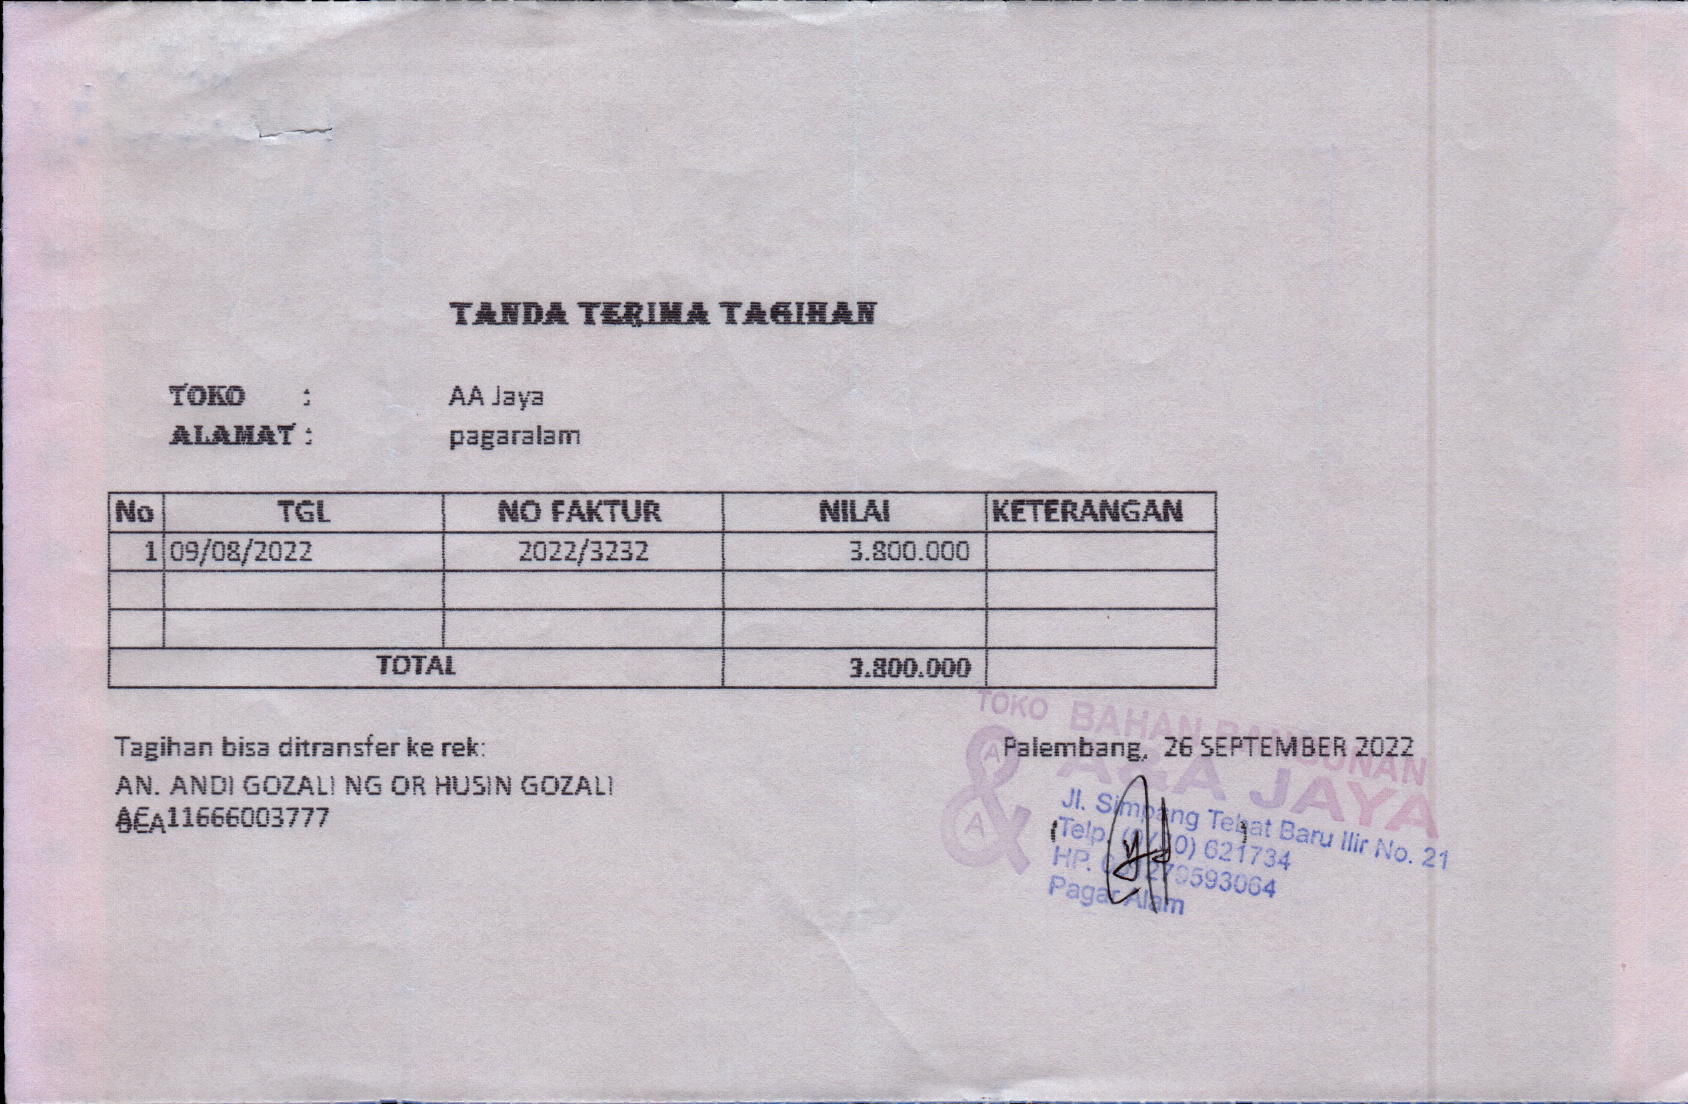 TANDA TERIMA TAGIHAN
TOKO : AA Jaya
ALAMAT : pagaralam
No TGL NO FAKTUR NILAI KETERANGAN
1 09/08/2022 2022/3232 3.800.000
TOTAL 3.800.000
Tagihan bisa ditransfer ke rek:
AN. ANDI GOZALI NG OR HUSIN GOZALI
11666003777
Palembang, 26 SEPTEMBER 2022
TOKO BAHAN BANGUNAN
A&A JAYA
A
&
A
Jl. Simpang Tebat Baru Ilir No. 21
Telp. 621734
HP.
Pagar Alam